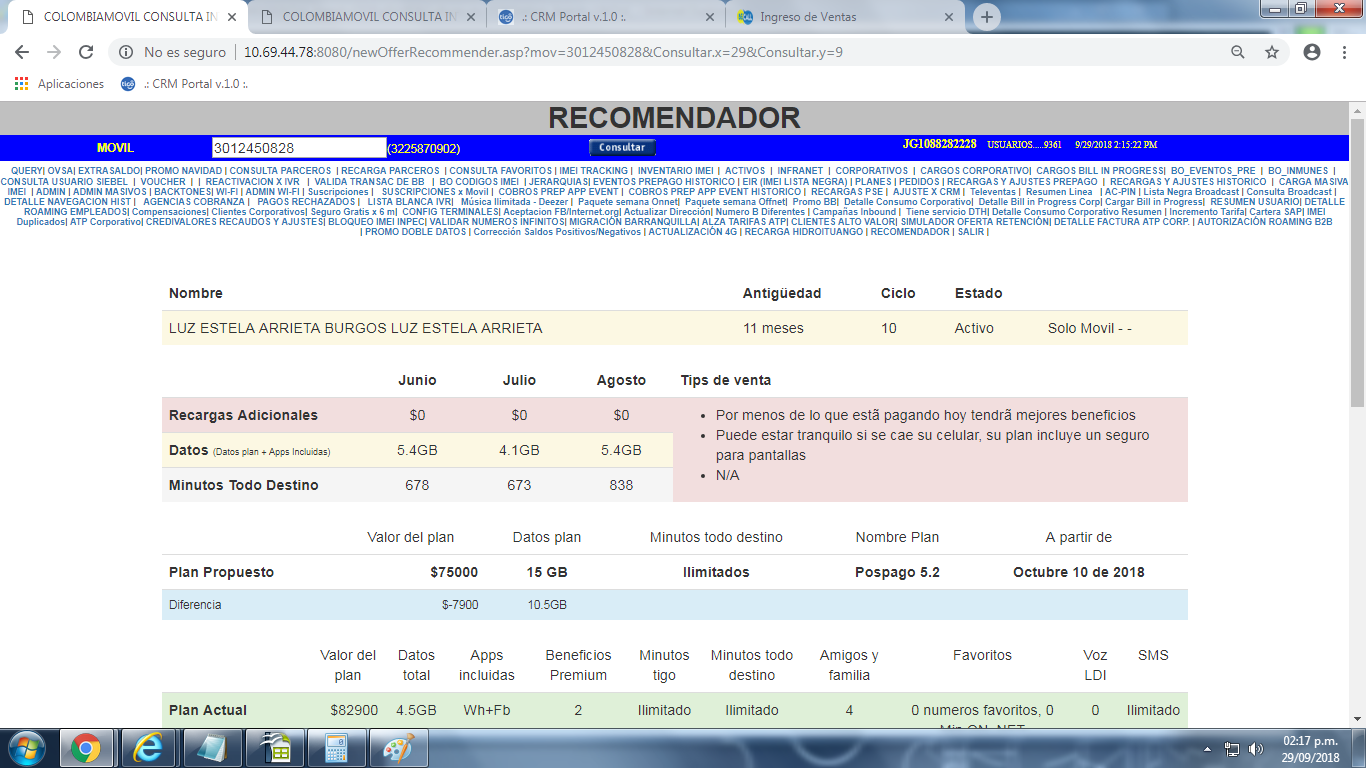 COLOMBIAMOVIL CONSULTA IN
COLOMBIAMOVIL CONSULTA IN
.: CRM Portal v.1.0 :.
Ingreso de Ventas
No es seguro | 10.69.44.78:8080/newOfferRecommender.asp?mov=3012450828&Consultar.x=29&Consultar.y=9
Aplicaciones
.: CRM Portal v.1.0 :.
RECOMENDADOR
MOVIL 3012450828 (3225870902) Consultar JG1088282228 USUARIOS.....9361 9/29/2018 2:15:22 PM
QUERY| OVSA| EXTRASALDO| PROMO NAVIDAD | CONSULTA PARCEROS | RECARGA PARCEROS | CONSULTA FAVORITOS | IMEI TRACKING | INVENTARIO IMEI | ACTIVOS | INFRANET | CORPORATIVOS | CARGOS CORPORATIVO| CARGOS BILL IN PROGRESS| BO_EVENTOS_PRE | BO_INMUNES |
CONSULTA USUARIO SIEBEL | VOUCHER | | REACTIVACION X IVR | VALIDA TRANSAC DE BB | BO CODIGOS IMEI | JERARQUIAS| EVENTOS PREPAGO HISTORICO | EIR (IMEI LISTA NEGRA) | PLANES | PEDIDOS | RECARGAS Y AJUSTES PREPAGO | RECARGAS Y AJUSTES HISTORICO | CARGA MASIVA
IMEI | ADMIN | ADMIN MASIVOS | BACKTONES| WI-FI | ADMIN WI-FI | Suscripciones | SUSCRIPCIONES x Movil | COBROS PREP APP EVENT | COBROS PREP APP EVENT HISTORICO | RECARGAS PSE | AJUSTE X CRM | Televentas | Resumen Linea | AC-PIN | Lista Negra Broadcast | Consulta Broadcast |
DETALLE NAVEGACION HIST | AGENCIAS COBRANZA | PAGOS RECHAZADOS | LISTA BLANCA IVR| Música Ilimitada - Deezer | Paquete semana Onnet| Paquete semana Offnet| Promo BB| Detalle Consumo Corporativo| Detalle Bill in Progress Corp| Cargar Bill in Progress| RESUMEN USUARIO| DETALLE
ROAMING EMPLEADOS| Compensaciones| Clientes Corporativos| Seguro Gratis x 6 m| CONFIG TERMINALES| Aceptacion FB/Internet.org| Actualizar Dirección| Numero B Diferentes | Campañas Inbound | Tiene servicio DTH| Detalle Consumo Corporativo Resumen | Incremento Tarifa| Cartera SAP| IMEI
Duplicados| ATP Corporativo| CREDIVALORES RECAUDOS Y AJUSTES| BLOQUEO IMEI INPEC| VALIDAR NUMEROS INFINITOS| MIGRACIÓN BARRANQUILLA| ALZA TARIFAS ATP| CLIENTES ALTO VALOR| SIMULADOR OFERTA RETENCIÓN| DETALLE FACTURA ATP CORP. | AUTORIZACIÓN ROAMING B2B
| PROMO DOBLE DATOS | Corrección Saldos Positivos/Negativos | ACTUALIZACIÓN 4G | RECARGA HIDROITUANGO | RECOMENDADOR | SALIR |
Nombre Antigüedad Ciclo Estado
LUZ ESTELA ARRIETA BURGOS LUZ ESTELA ARRIETA 11 meses 10 Activo Solo Movil - -
Junio Julio Agosto Tips de venta
Recargas Adicionales $0 $0 $0
Datos (Datos plan + Apps Incluidas) 5.4GB 4.1GB 5.4GB
Minutos Todo Destino 678 673 838
• Por menos de lo que estã pagando hoy tendrã mejores beneficios
• Puede estar tranquilo si se cae su celular, su plan incluye un seguro
para pantallas
• N/A
Valor del plan Datos plan Minutos todo destino Nombre Plan A partir de
Plan Propuesto $75000 15 GB Ilimitados Pospago 5.2 Octubre 10 de 2018
Diferencia $-7900 10.5GB
Valor del Datos Apps Beneficios Minutos Minutos todo Amigos y Favoritos Voz SMS
plan total incluidas Premium tigo destino familia LDI
Plan Actual $82900 4.5GB Wh+Fb 2 Ilimitado Ilimitado 4 0 numeros favoritos, 0 0 Ilimitado
02:17 p.m.
29/09/2018